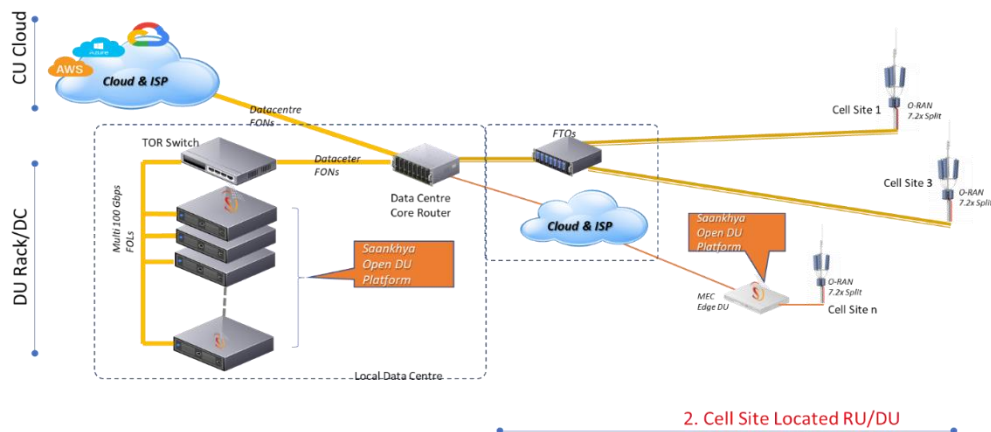 CU Cloud
AWS
Azure
Cloud & ISP
Datacentre
FONs
TOR Switch
Dataceter
FONs
FTOs
Cell Site 1
O-RAN
7.2x Split
Cell Site 3
O-RAN
7.2x Split
DU Rack/DC
Multi 100 Gbps
FOLs
Data Centre
Core Router
Cloud & ISP
Saankhya
Open DU
Platform
Saankhya
Open DU
Platform
MEC
Edge DU
O-RAN
7.2x Split
Cell Site n
Local Data Centre
2. Cell Site Located RU/DU